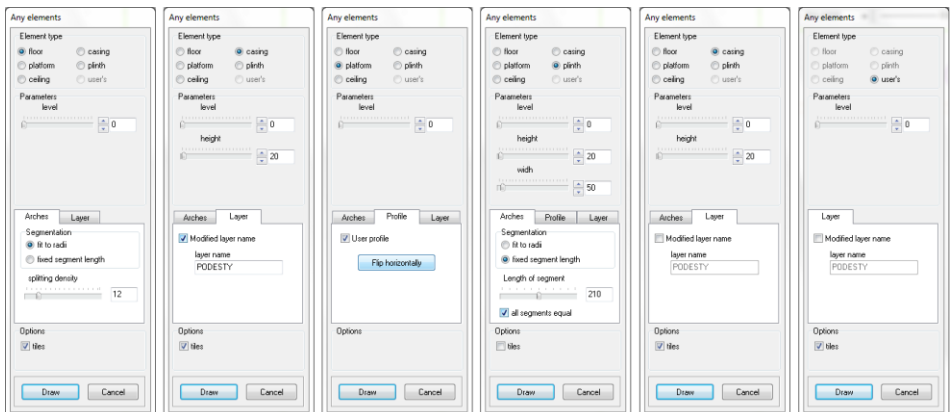 Any elements
Element type
floor casing
platform plinth
ceiling user's
Parameters
level
0
Arches Layer
Segmentation
fit to radii
fixed segment length
splitting density
12
Options
tiles
Draw Cancel
Any elements
Element type
floor casing
platform plinth
ceiling user's
Parameters
level
0
height
20
Arches Layer
Modified layer name
layer name
PODESTY
Options
tiles
Draw Cancel
Any elements
Element type
floor casing
platform plinth
ceiling user's
Parameters
level
0
Arches Profile Layer
User profile
Flip horizontally
Options
tiles
Draw Cancel
Any elements
Element type
floor casing
platform plinth
ceiling user's
Parameters
level
0
height
20
widh
50
Arches Profile Layer
Segmentation
fit to radii
fixed segment length
Length of segment
210
all segments equal
Options
tiles
Draw Cancel
Any elements
Element type
floor casing
platform plinth
ceiling user's
Parameters
level
0
height
20
Arches Layer
Modified layer name
layer name
PODESTY
Options
tiles
Draw Cancel
Any elements
Element type
floor casing
platform plinth
ceiling user's
Parameters
level
0
Layer
Modified layer name
layer name
PODESTY
Options
tiles
Draw Cancel